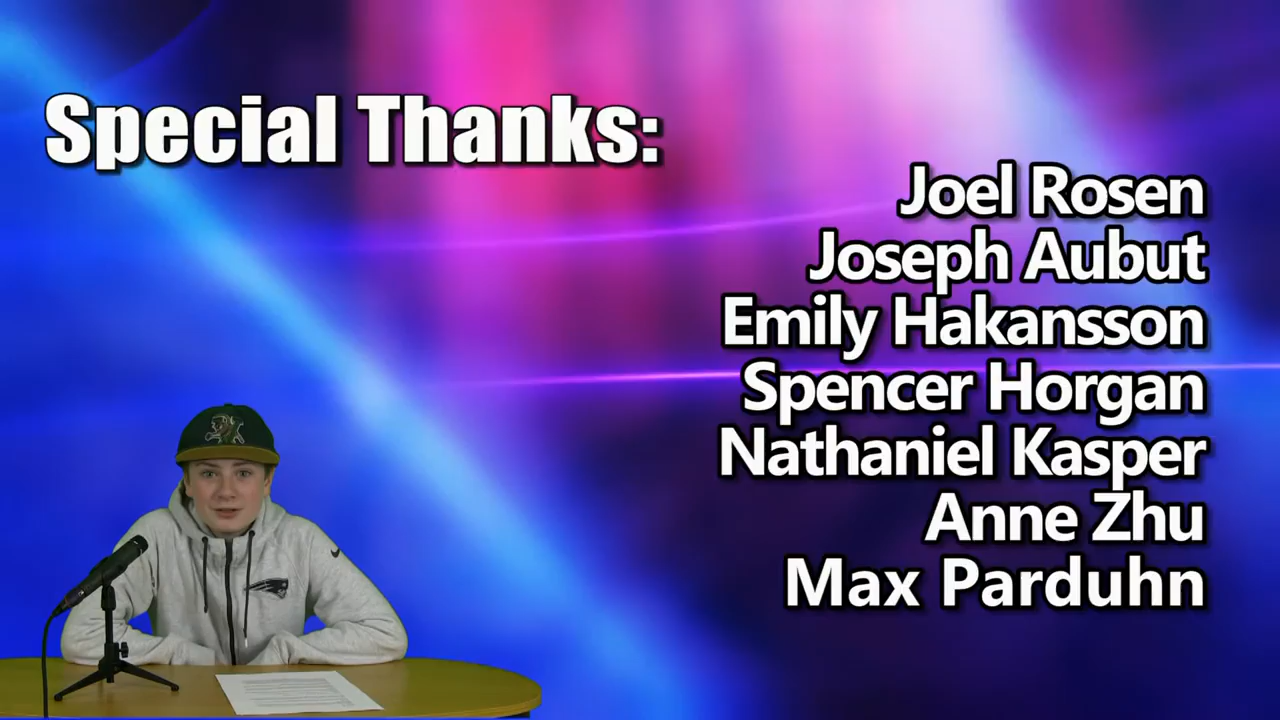 Special Thanks:
Joel Rosen
Joseph Aubut
Emily Hakansson
Spencer Horgan
Nathaniel Kasper
Anne Zhu
Max Parduhn